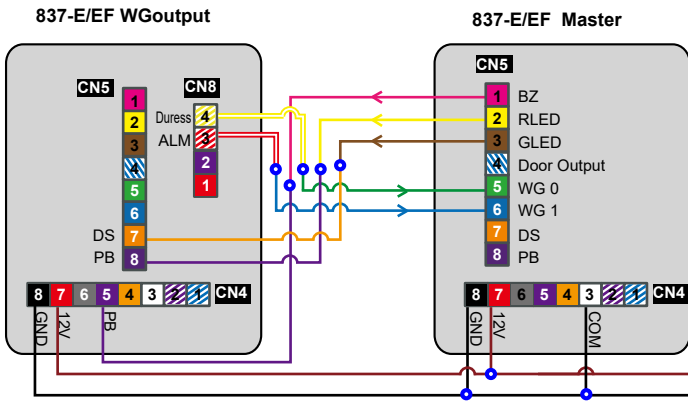 837-E/EF WGoutput
837-E/EF Master
CN5
1
2
3
4
5
DS 7
6
PB 8
CN8
Duress 4
ALM 3
2
1
8 7 6 5 4 3 2 1 CN4
GND
12V
PB
CN5
1 BZ
2 RLED
3 GLED
4 Door Output
5 WG 0
6 WG 1
7 DS
8 PB
8 7 6 5 4 3 2 1 CN4
GND
12V
COM